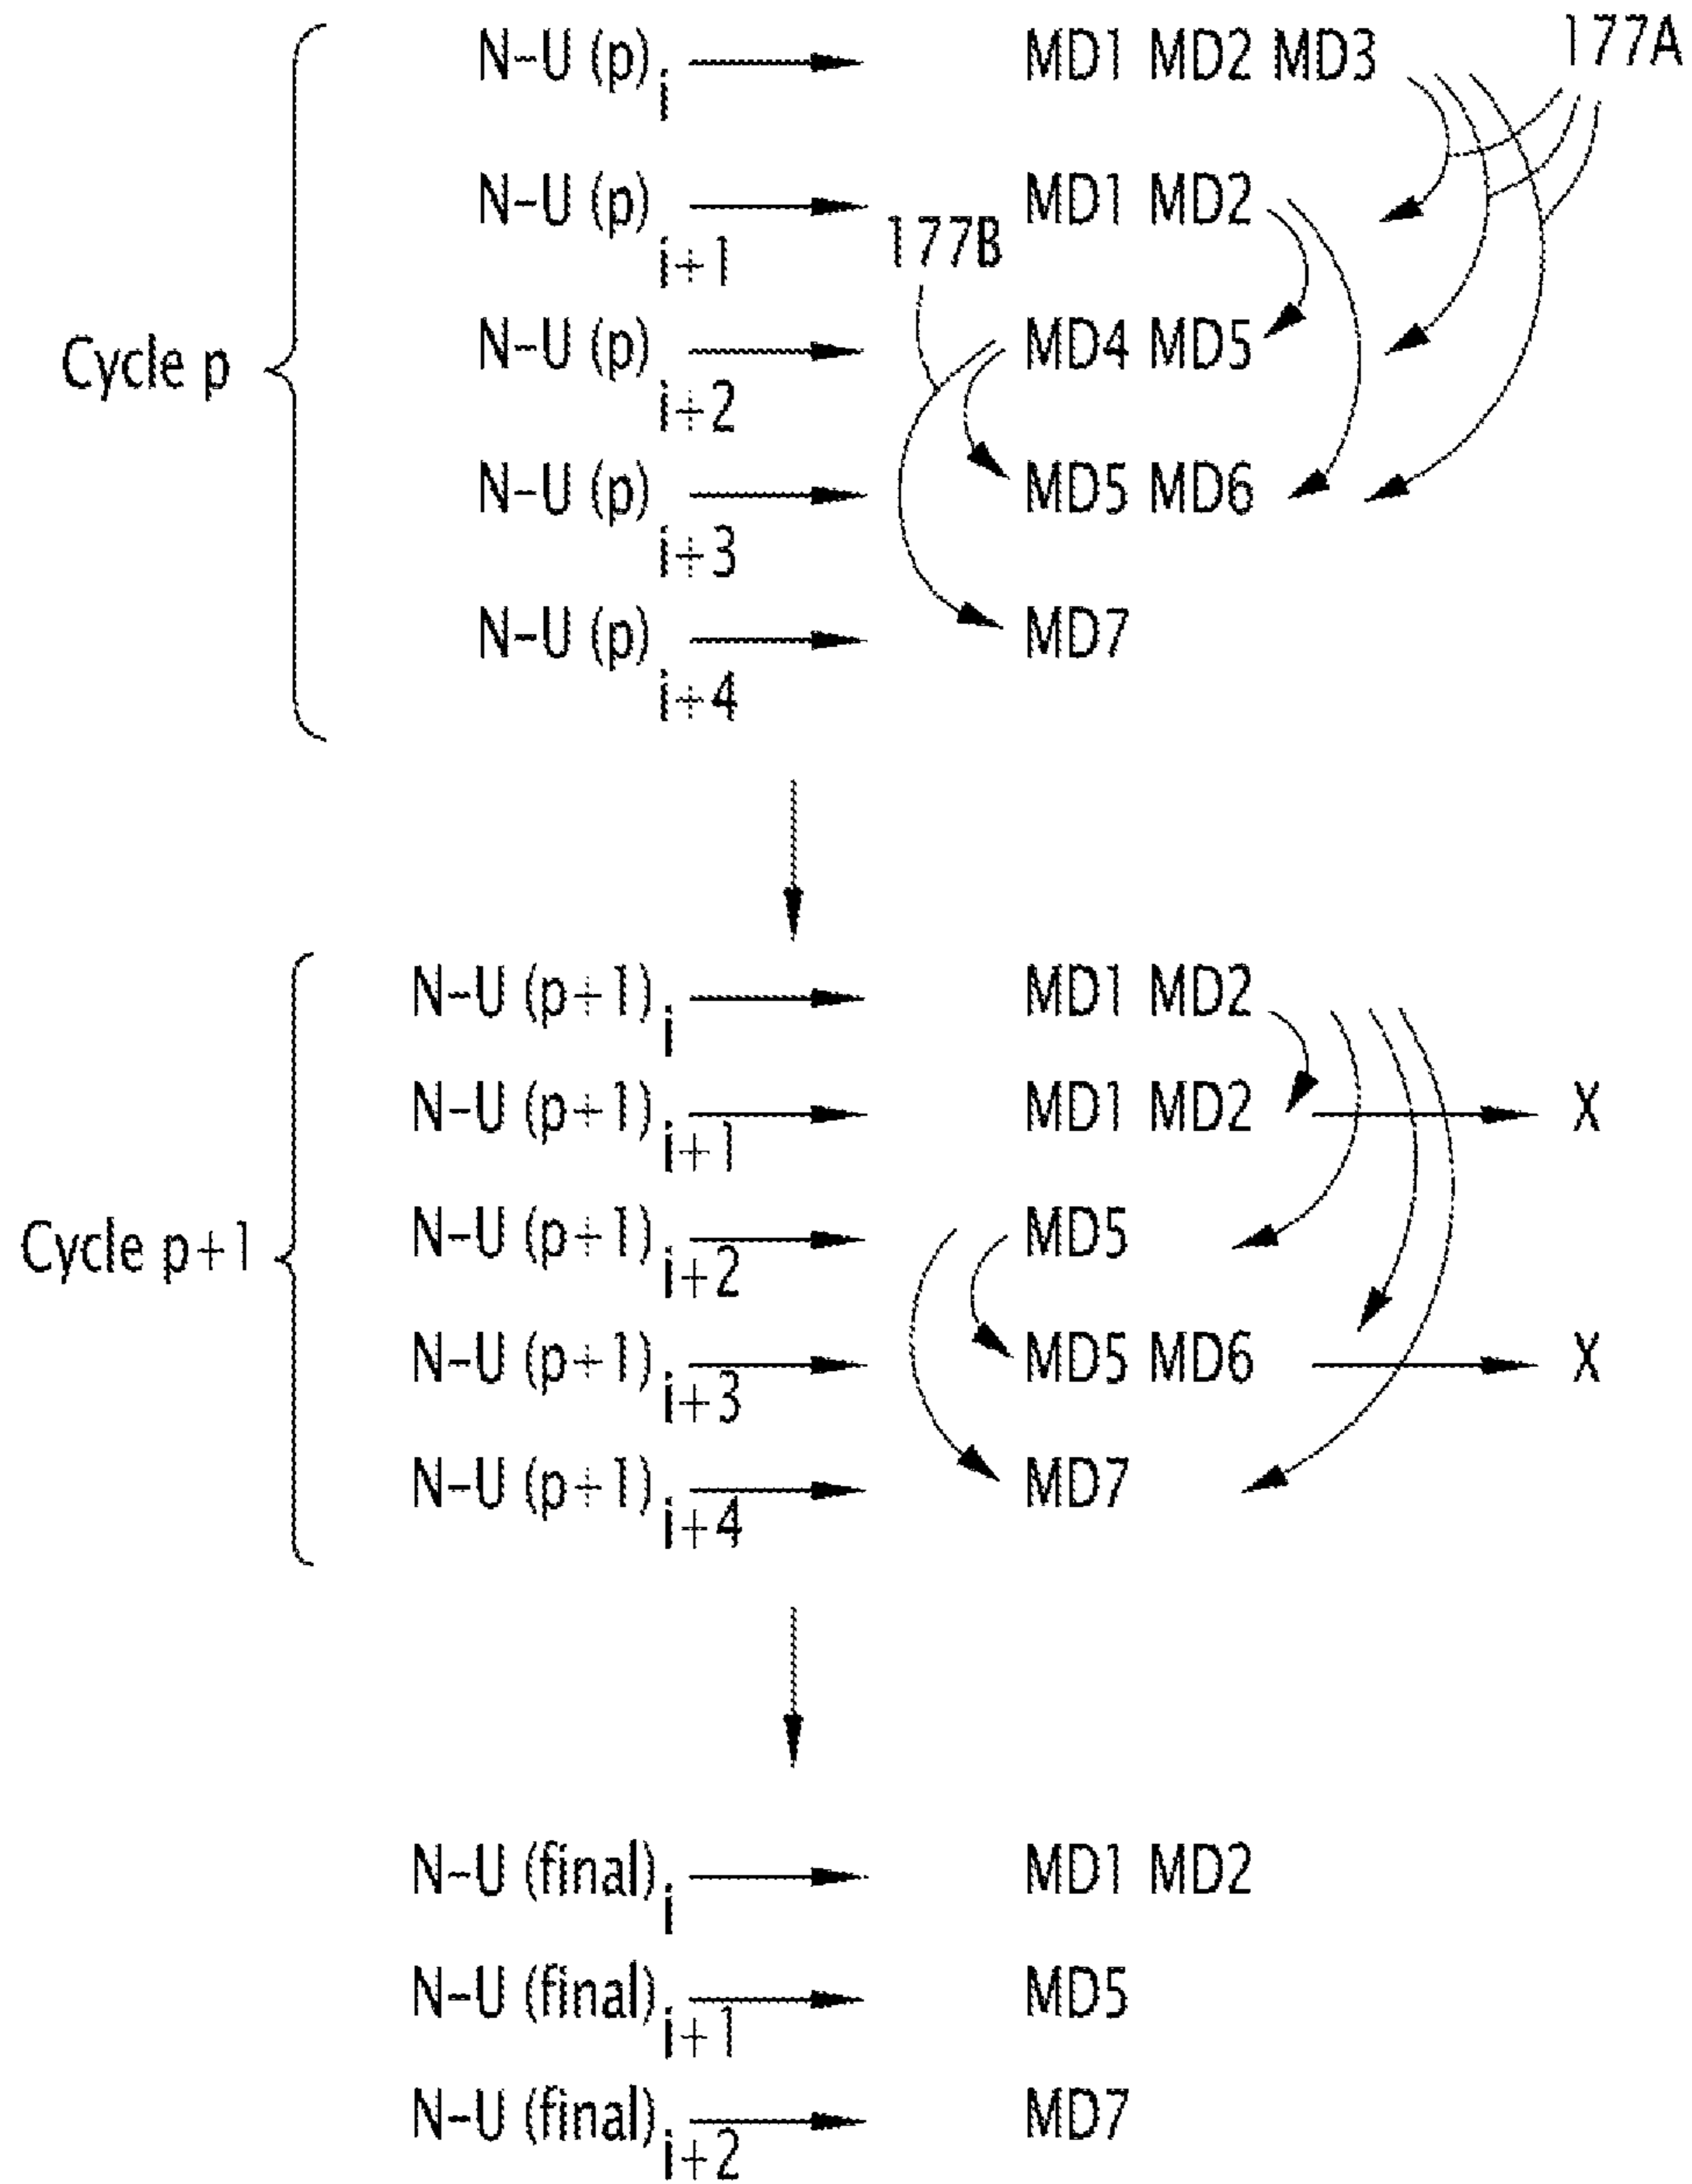 N-U (p) i MD1 MD2 MD3 177A
N-U (p) i+1 MD1 MD2
177B
Cycle p N-U (p) i+2 MD4 MD5
N-U (p) i+3 MD5 MD6
N-U (p) i+4 MD7
N-U (p+1) i MD1 MD2
N-U (p+1) i+1 MD1 MD2 X
Cycle p+1 N-U (p+1) i+2 MD5
N-U (p+1) i+3 MD5 MD6 X
N-U (p+1) i+4 MD7
N-U (final) i MD1 MD2
N-U (final) i+1 MD5
N-U (final) i+2 MD7